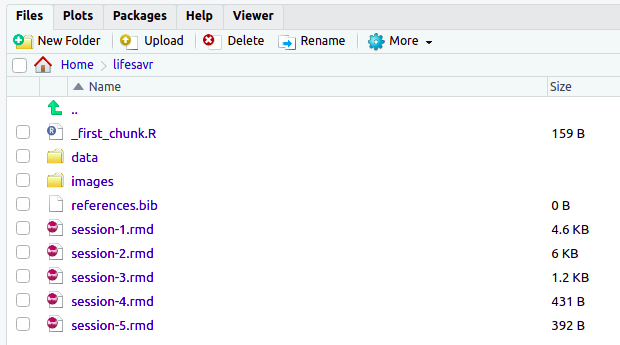 Files Plots Packages Help Viewer
New Folder Upload Delete Rename More
Home lifesavr
Name Size
..
_first_chunk.R 159 B
data
images
references.bib 0 B
session-1.rmd 4.6 KB
session-2.rmd 6 KB
session-3.rmd 1.2 KB
session-4.rmd 431 B
session-5.rmd 392 B